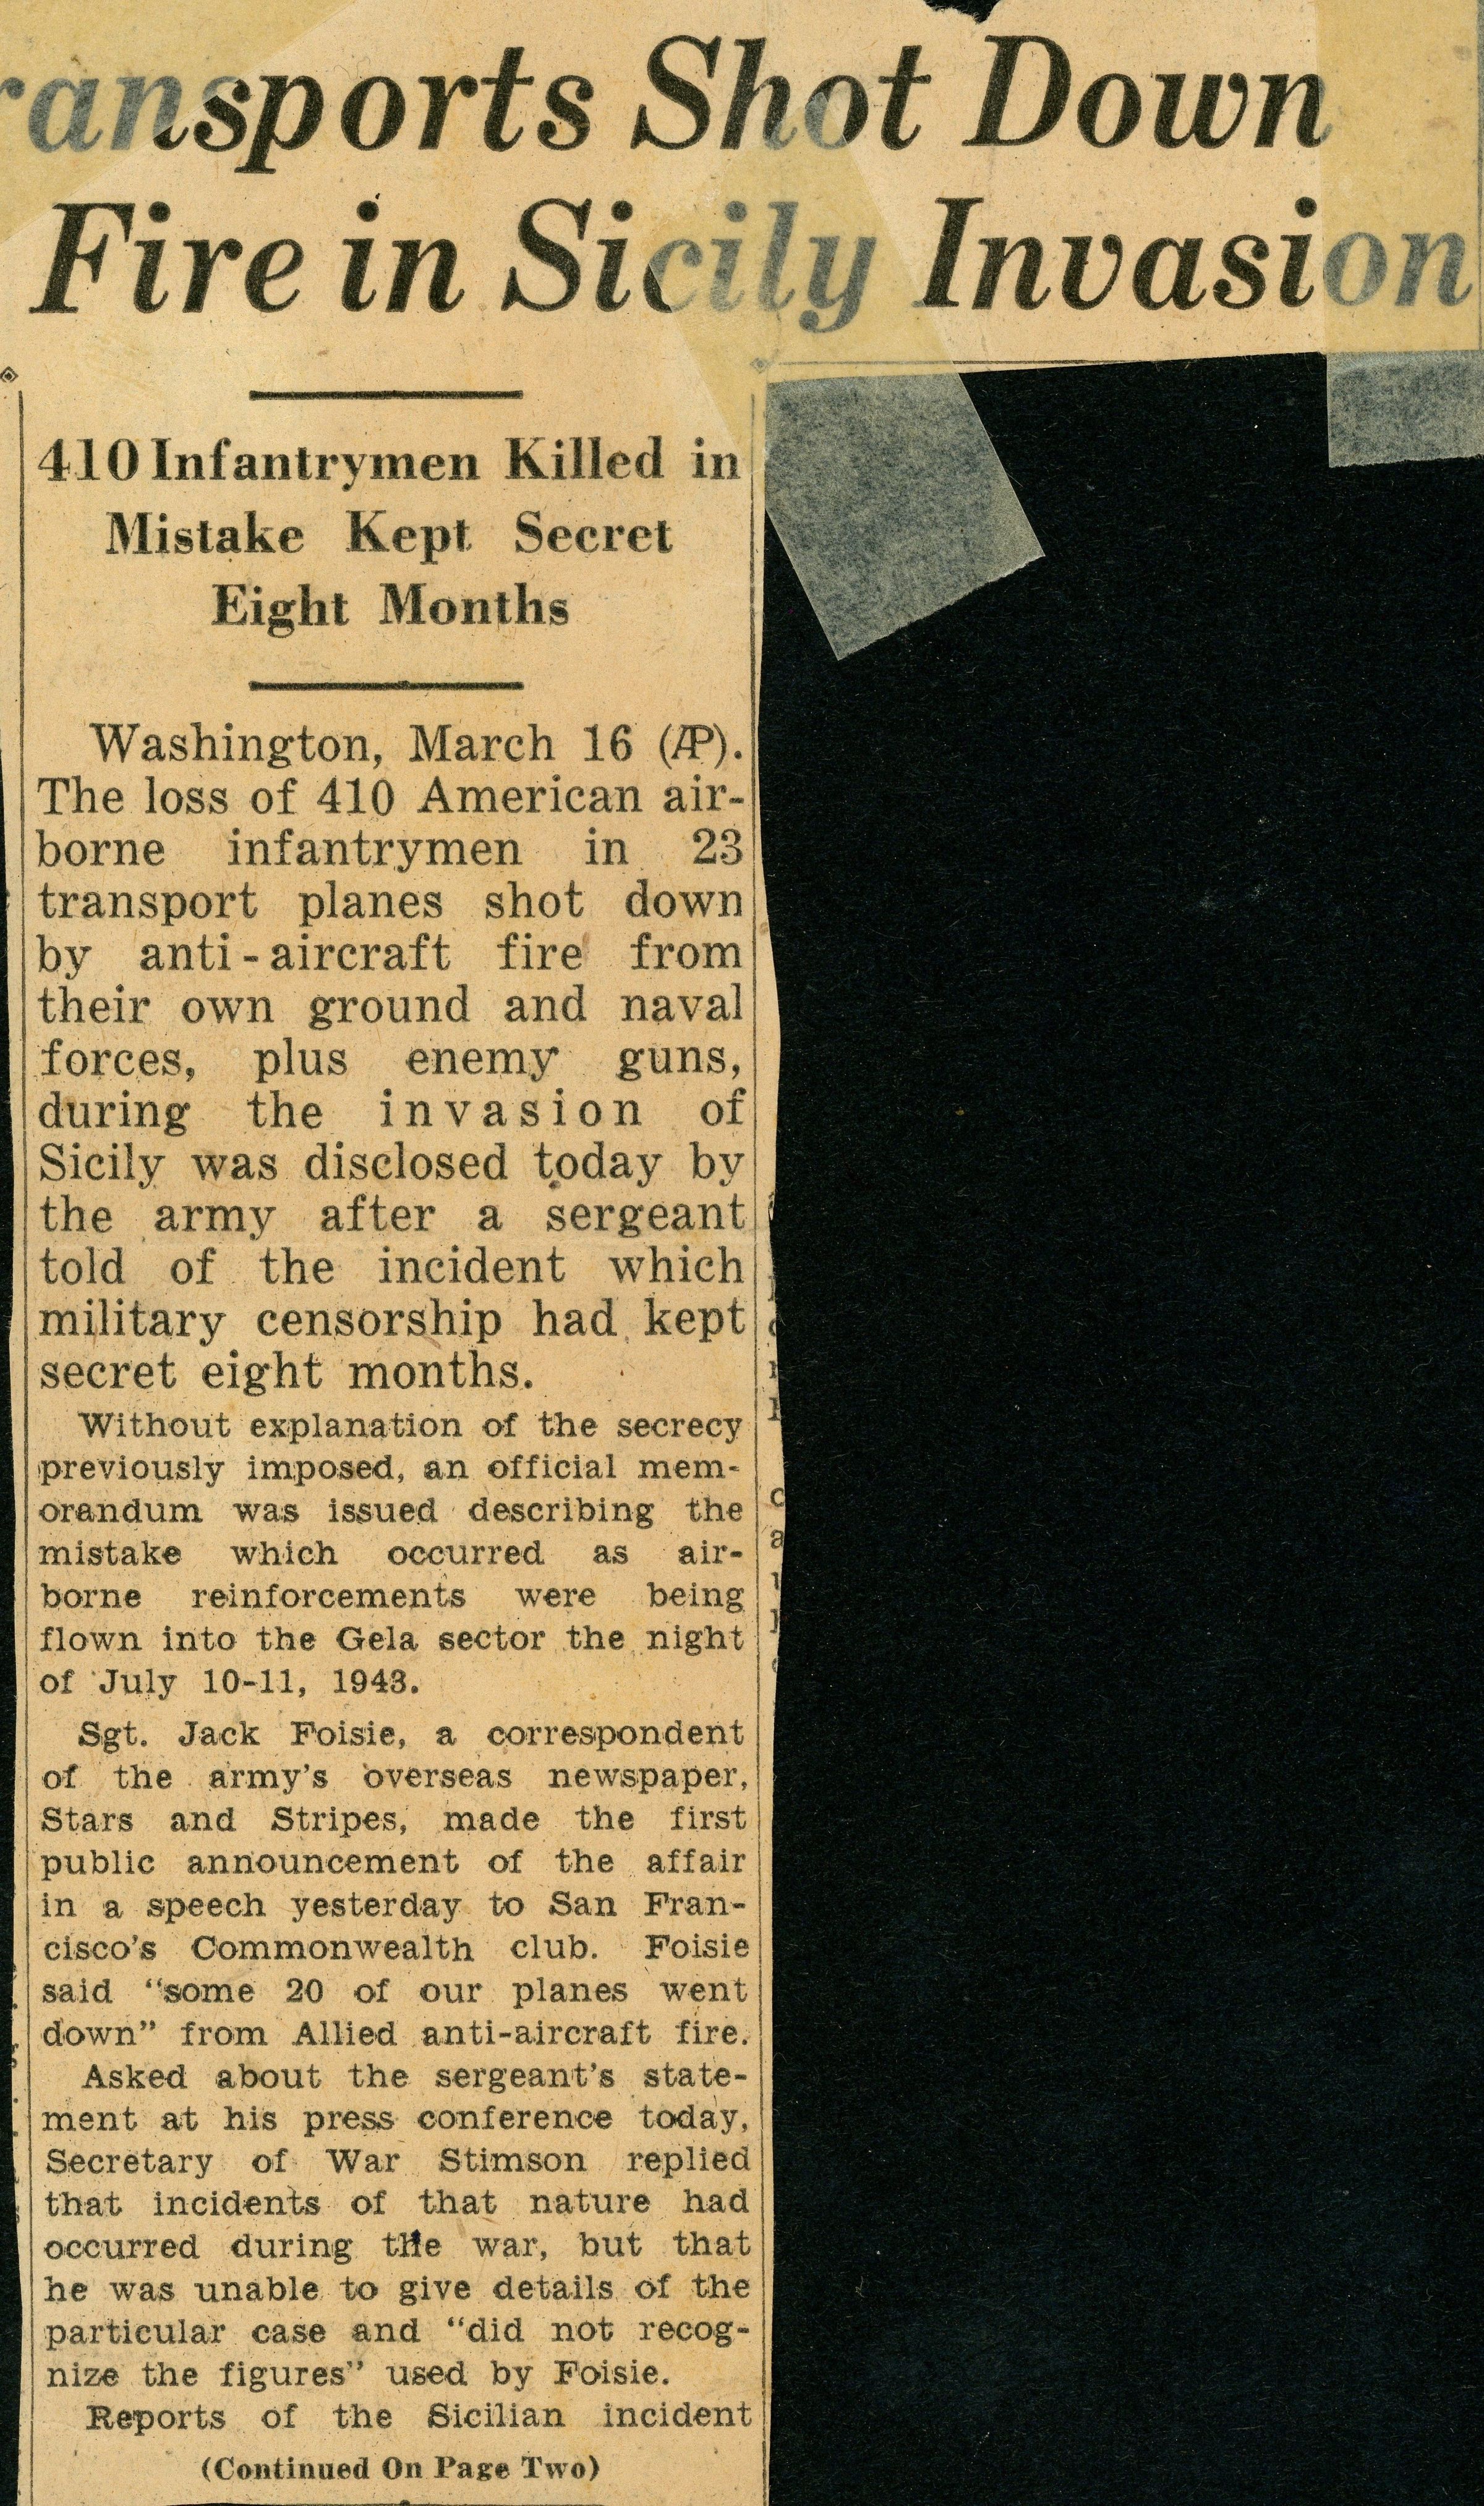 ransports Shot Down
Fire in Sicily Invasion
410 Infantrymen Killed in
Mistake Kept Secret
Eight Months
Washington, March 16 (AP).
The loss of 410 American air-
borne infantrymen in 23
transport planes shot down
by anti-aircraft fire from
their own ground and naval
forces, plus enemy guns,
during the invasion of
Sicily was disclosed today by
the army after a sergeant
told of the incident which
military censorship had kept
secret eight months.
Without explanation of the secrecy
previously imposed, an official mem-
orandum was issued describing the
mistake which occurred as air-
borne reinforcements were being
flown into the Gela sector the night
of July 10-11, 1943.
Sgt. Jack Foisie, a correspondent
of the army's overseas newspaper,
Stars and Stripes, made the first
public announcement of the affair
in a speech yesterday to San Fran-
cisco's Commonwealth club. Foisie
said "some 20 of our planes went
down" from Allied anti-aircraft fire.
Asked about the sergeant's state-
ment at his press conference today,
Secretary of War Stimson replied
that incidents of that nature had
occurred during the war, but that
he was unable to give details of the
particular case and "did not recog-
nize the figures" used by Foisie.
Reports of the Sicilian incident
(Continued On Page Two)